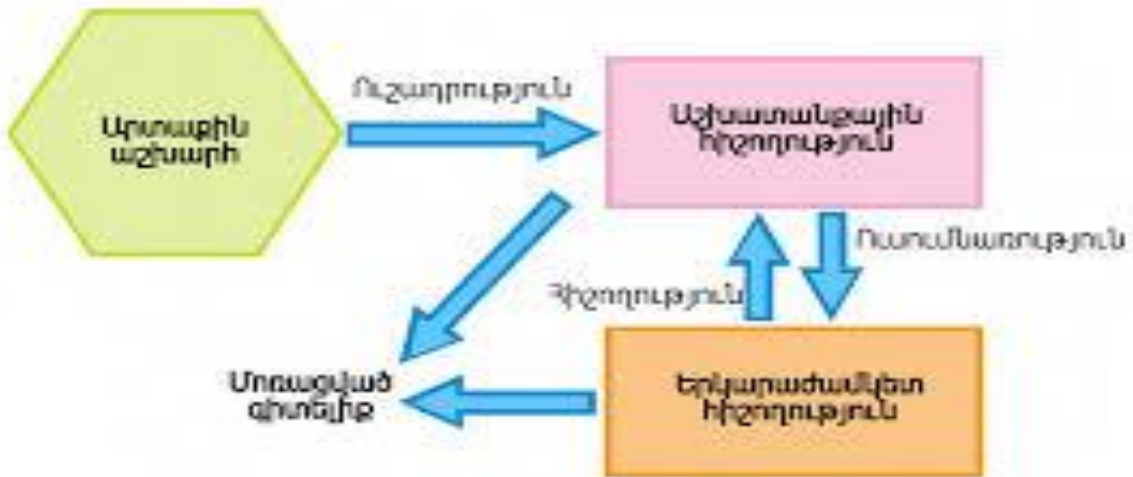 Արտաքին
աշխարհ
Ուշադրություն
Աշխատանքային
հիշողություն
Ուսումնառություն
Հիշողություն
Մոռացված
գիտելիք
Երկարաժամկետ
հիշողություն